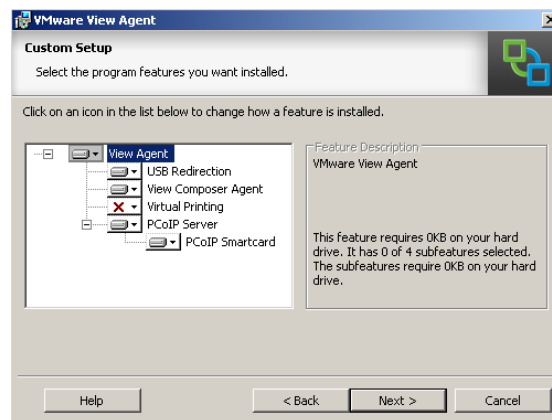 VMware View Agent
Custom Setup
Select the program features you want installed.
Click on an icon in the list below to change how a feature is installed.
View Agent
USB Redirection
View Composer Agent
Virtual Printing
PCoIP Server
PCoIP Smartcard
Feature Description
VMware View Agent
This feature requires 0KB on your hard
drive. It has 0 of 4 subfeatures selected.
The subfeatures require 0KB on your hard
drive.
Help
< Back
Next >
Cancel